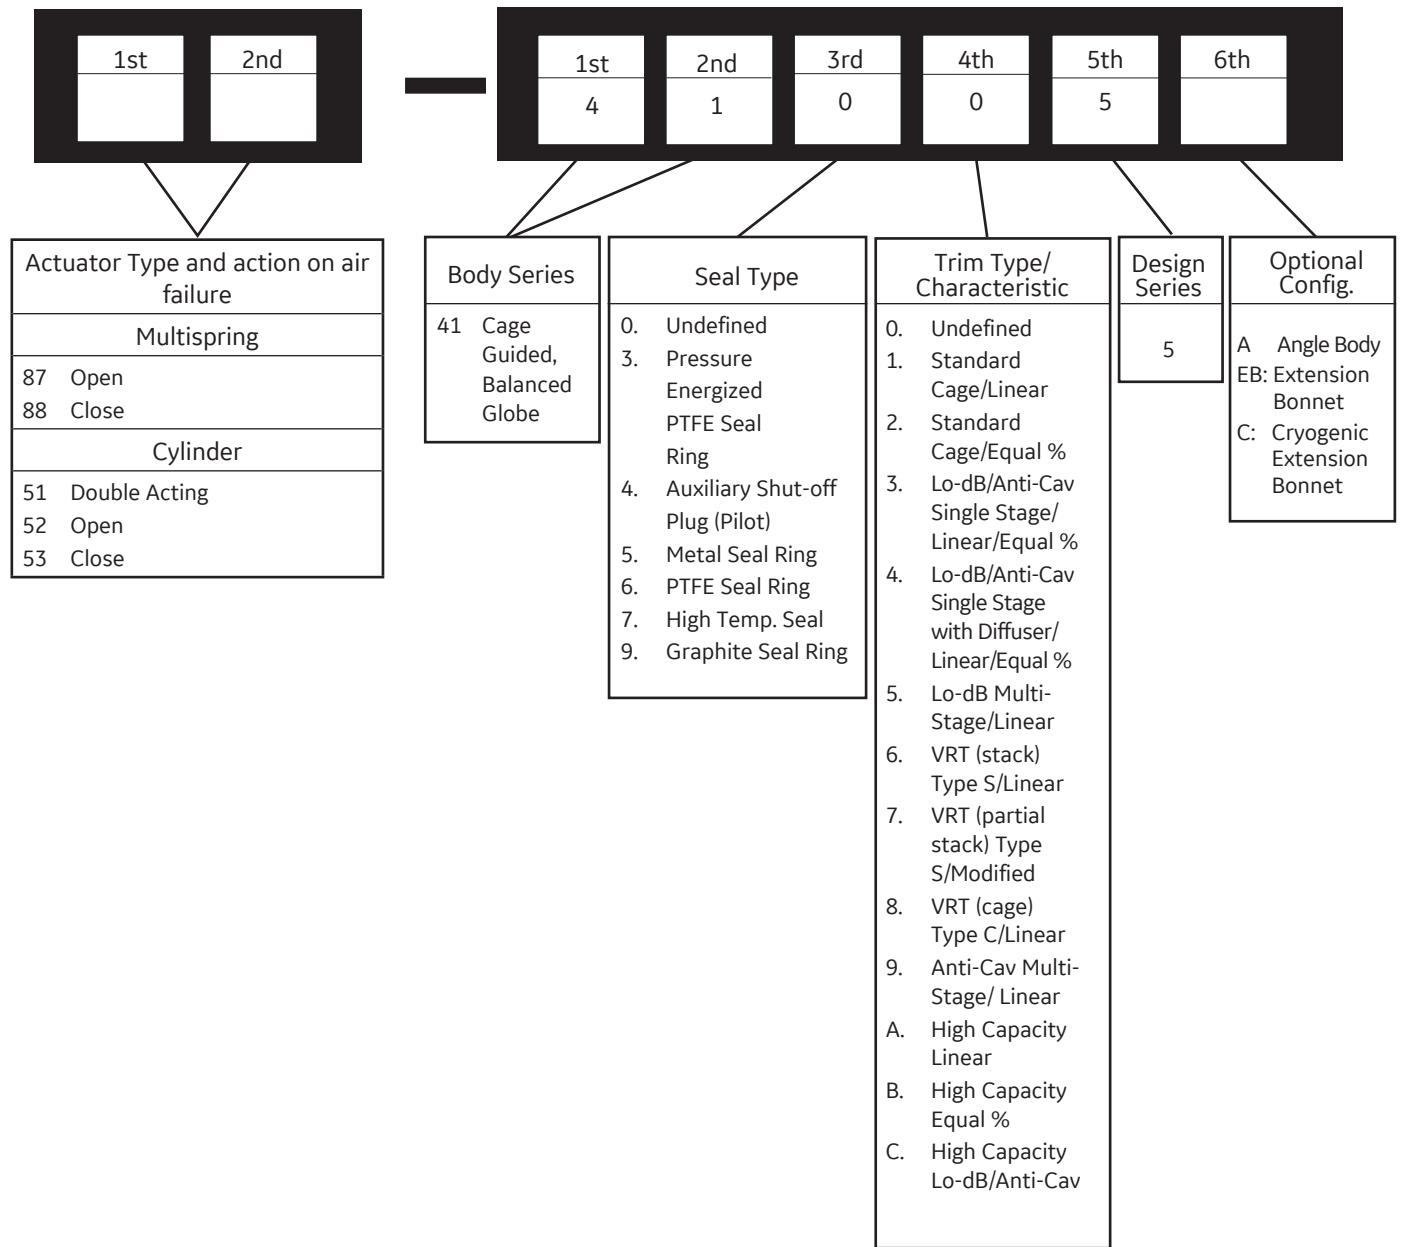 1st 2nd
1st 2nd 3rd 4th 5th 6th
4 1 0 0 5
Actuator Type and action on air
failure
Multispring
87 Open
88 Close
Cylinder
51 Double Acting
52 Open
53 Close
Body Series
41 Cage
Guided,
Balanced
Globe
Seal Type
0. Undefined
3. Pressure
Energized
PTFE Seal
Ring
4. Auxiliary Shut-off
Plug (Pilot)
5. Metal Seal Ring
6. PTFE Seal Ring
7. High Temp. Seal
9. Graphite Seal Ring
Trim Type/
Characteristic
0. Undefined
1. Standard
Cage/Linear
2. Standard
Cage/Equal %
3. Lo-dB/Anti-Cav
Single Stage/
Linear/Equal %
4. Lo-dB/Anti-Cav
Single Stage
with Diffuser/
Linear/Equal %
5. Lo-dB Multi-
Stage/Linear
6. VRT (stack)
Type S/Linear
7. VRT (partial
stack) Type
S/Modified
8. VRT (cage)
Type C/Linear
9. Anti-Cav Multi-
Stage/ Linear
A. High Capacity
Linear
B. High Capacity
Equal %
C. High Capacity
Lo-dB/Anti-Cav
Design
Series
5
Optional
Config.
A Angle Body
EB: Extension
Bonnet
C: Cryogenic
Extension
Bonnet